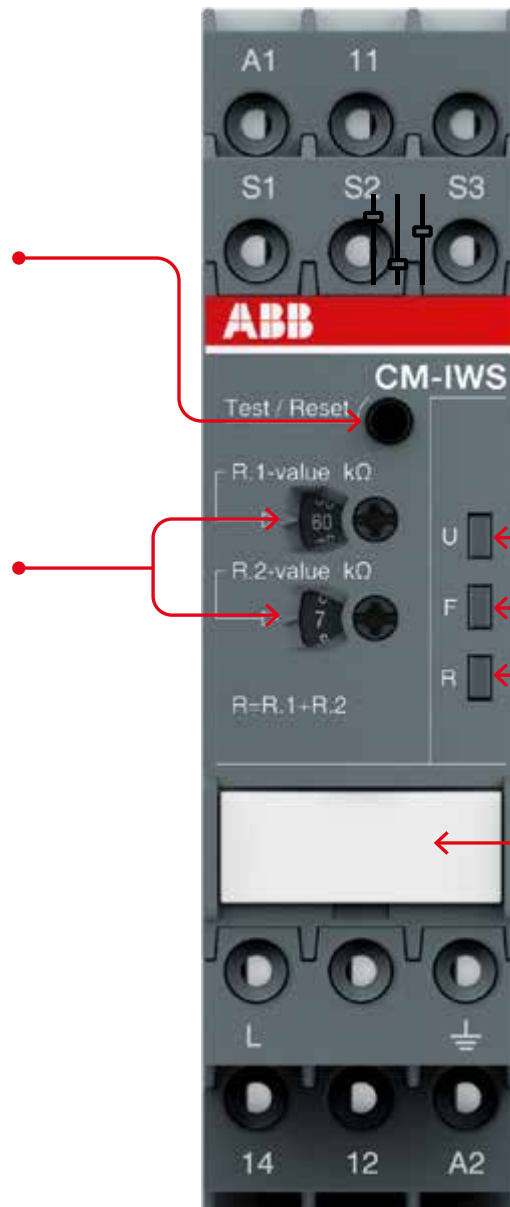 A1 11
S1 S2 S3
ABB
CM-IWS
Test / Reset
R.1-value kΩ
60
U
R.2-value kΩ
7
F
R
R=R.1+R.2
L
14 12 A2